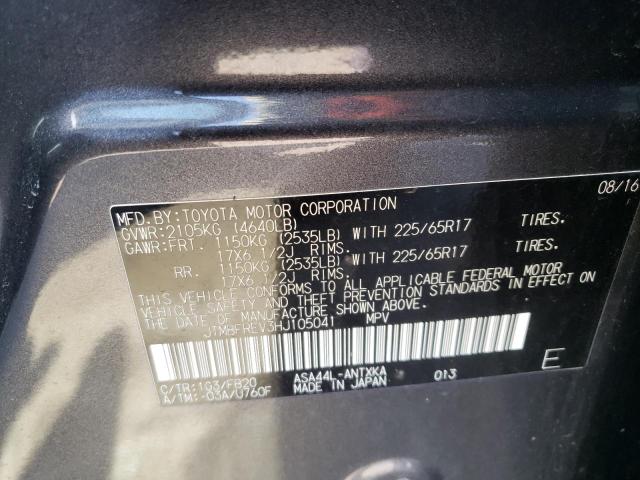 08/16
MFD.BY:TOYOTA MOTOR CORPORATION
GVWR:2105KG (4640LB)
GAWR:FRT. 1150KG (2535LB) WITH 225/65R17 TIRES.
17X6 1/2J RIMS.
RR. 1150KG (2535LB) WITH 225/65R17 TIRES.
17X6 1/2J RIMS.
THIS VEHICLE CONFORMS TO ALL APPLICABLE FEDERAL MOTOR
VEHICLE SAFETY AND THEFT PREVENTION STANDARDS IN EFFECT ON
THE DATE OF MANUFACTURE SHOWN ABOVE.
JTMBFREV3HJ105041 MPV
E
C/TR:1G3/FB20 ASA44L-ANTXKA 013
A/TM:-03A/U760F MADE IN JAPAN